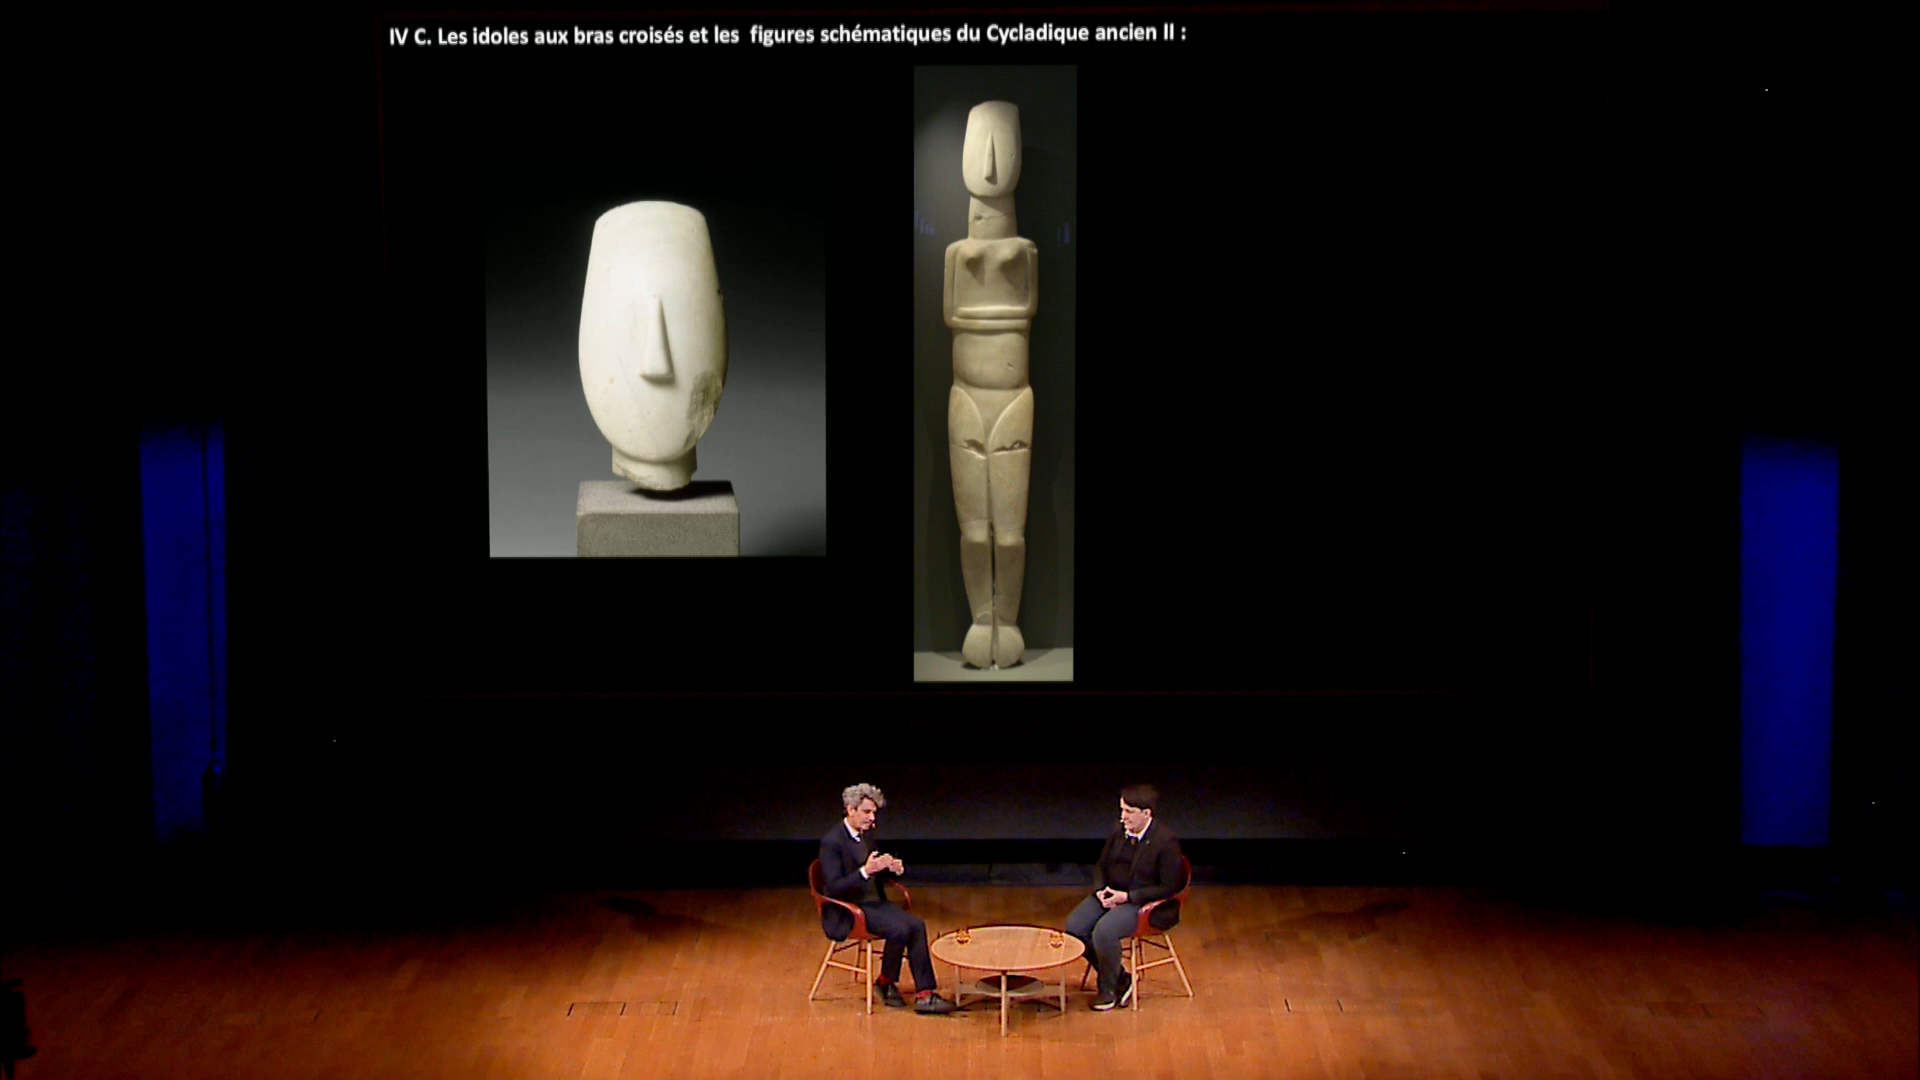 IV C. Les idoles aux bras croisés et les  figures schématiques du Cycladique ancien II :